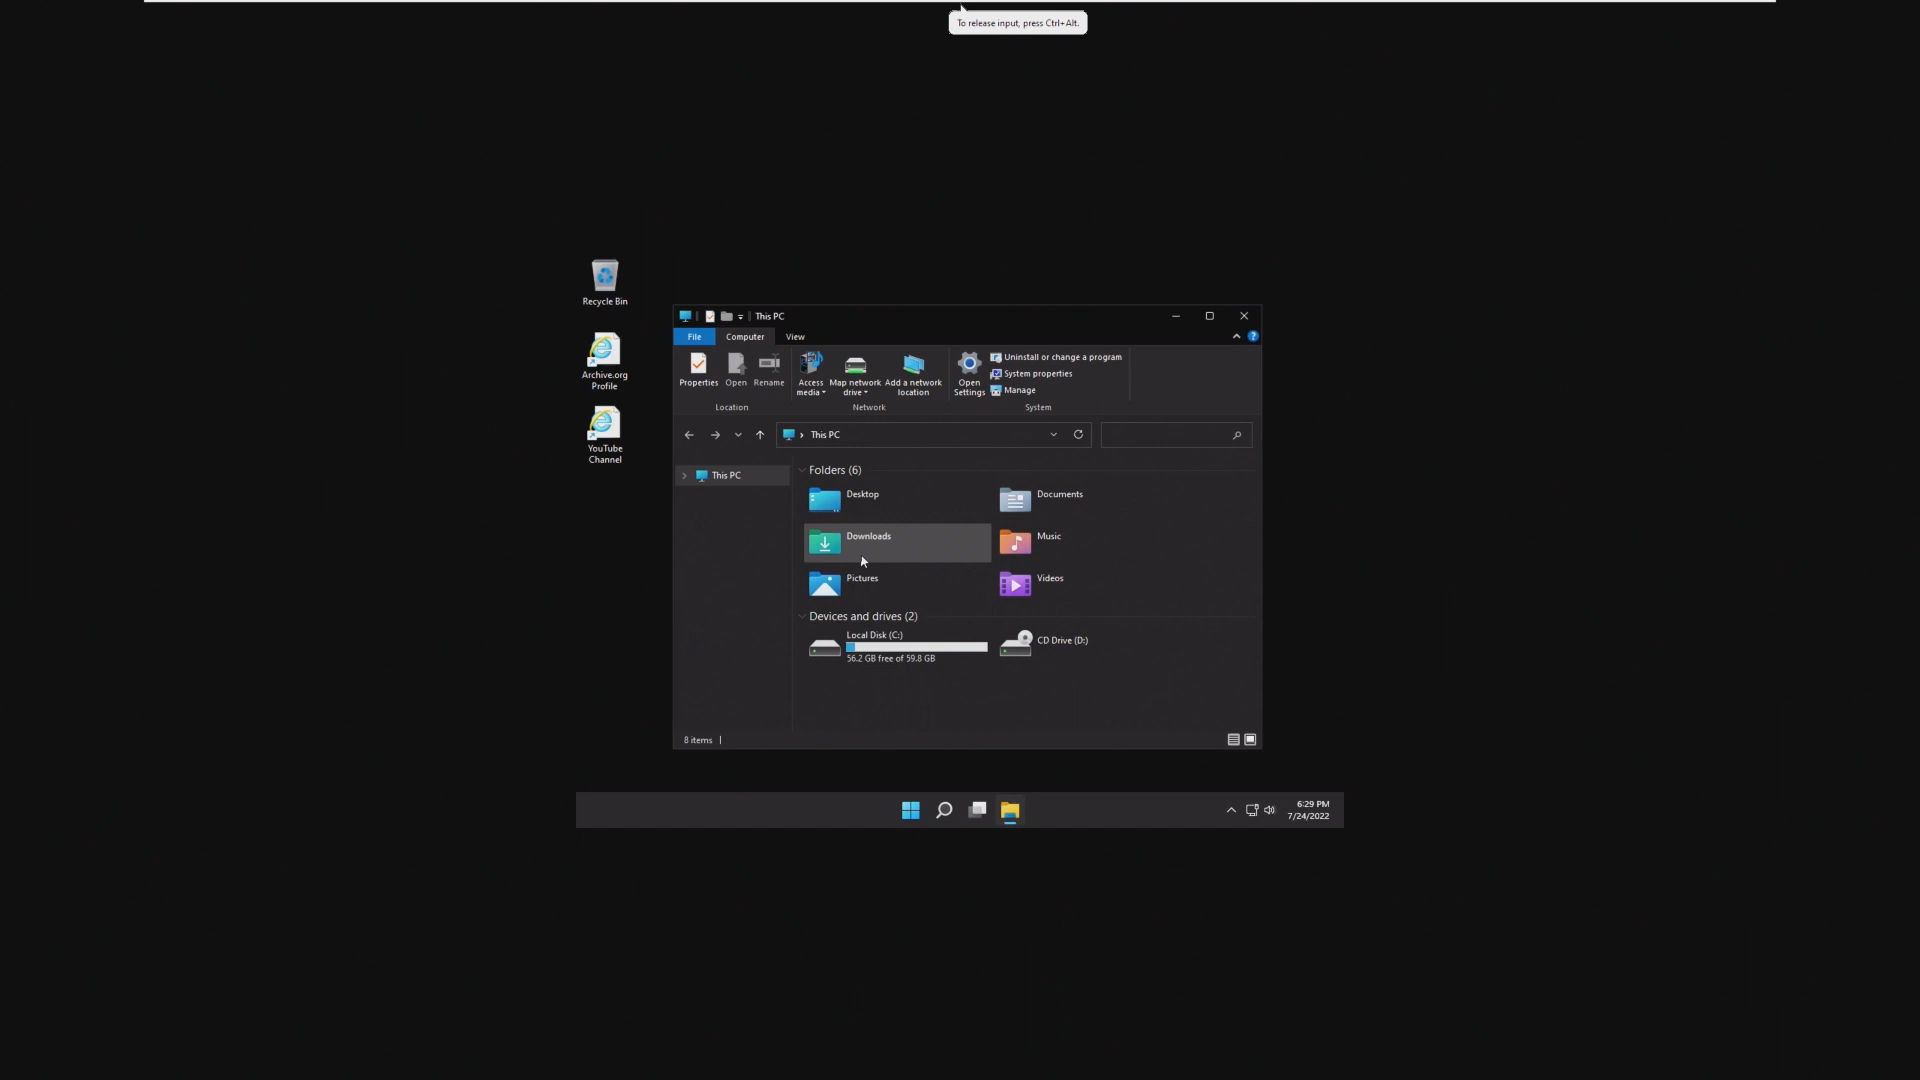 To release input, press Ctrl+Alt.
Recycle Bin
Archive.org
Profile
YouTube
Channel
This PC
File
Computer
View
Properties
Open
Rename
Access
media
Map network
drive
Add a network
location
Open
Settings
Uninstall or change a program
System properties
Manage
Location
Network
System
This PC
This PC
Folders (6)
Desktop
Documents
Downloads
Music
Pictures
Videos
Devices and drives (2)
Local Disk (C:)
56.2 GB free of 59.8 GB
CD Drive (D:)
8 items
6:29 PM
7/24/2022